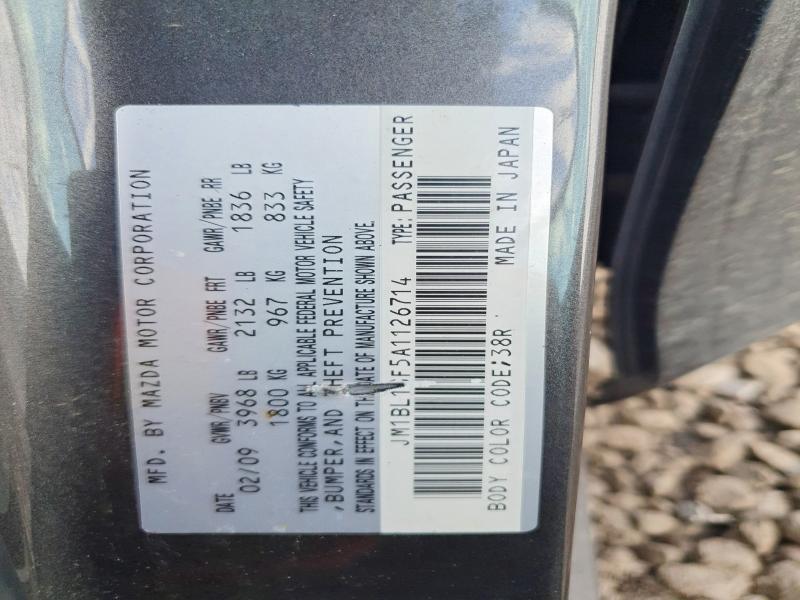 MFD. BY MAZDA MOTOR CORPORATION
DATE GVWR/PNBV GAWR/PNBE FRT GAWR/PNBE RR
02/09 3968 LB 2132 LB 1836 LB
1800 KG 967 KG 833 KG
THIS VEHICLE CONFORMS TO ALL APPLICABLE FEDERAL MOTOR VEHICLE SAFETY
, BUMPER, AND THEFT PREVENTION
STANDARDS IN EFFECT ON THE DATE OF MANUFACTURE SHOWN ABOVE.
TYPE: PASSENGER
BODY COLOR CODE:38R MADE IN JAPAN